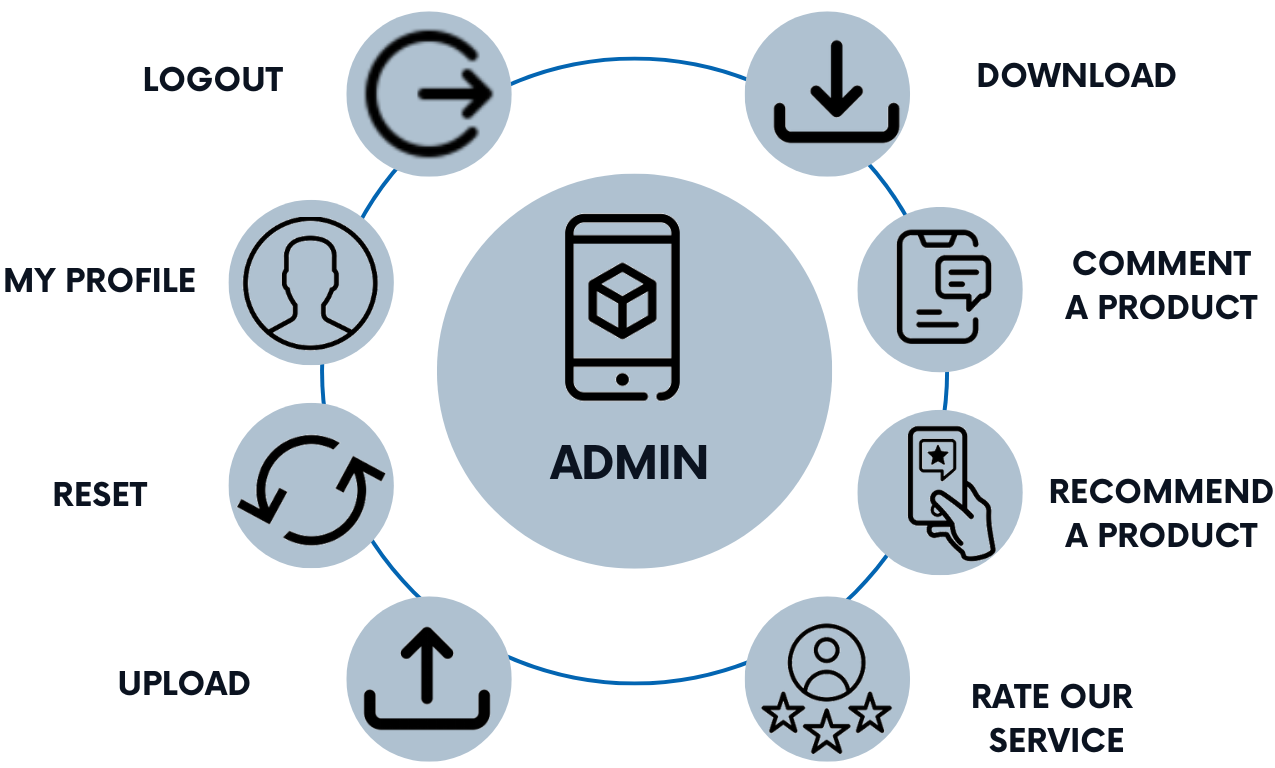 LOGOUT
DOWNLOAD
MY PROFILE
COMMENT
A PRODUCT
ADMIN
RESET
RECOMMEND
A PRODUCT
UPLOAD
RATE OUR
SERVICE